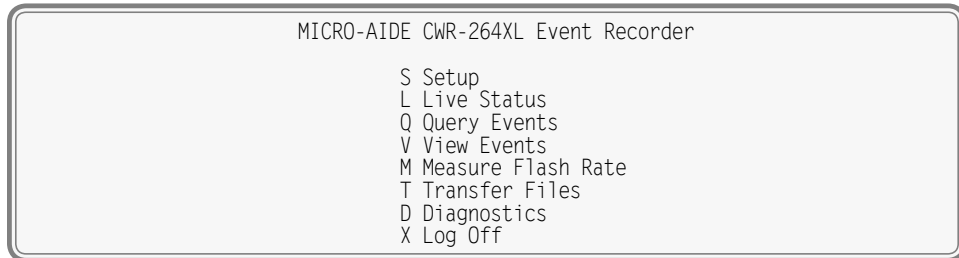 MICRO-AIDE CWR-264XL Event Recorder
S Setup
L Live Status
Q Query Events
V View Events
M Measure Flash Rate
T Transfer Files
D Diagnostics
X Log Off